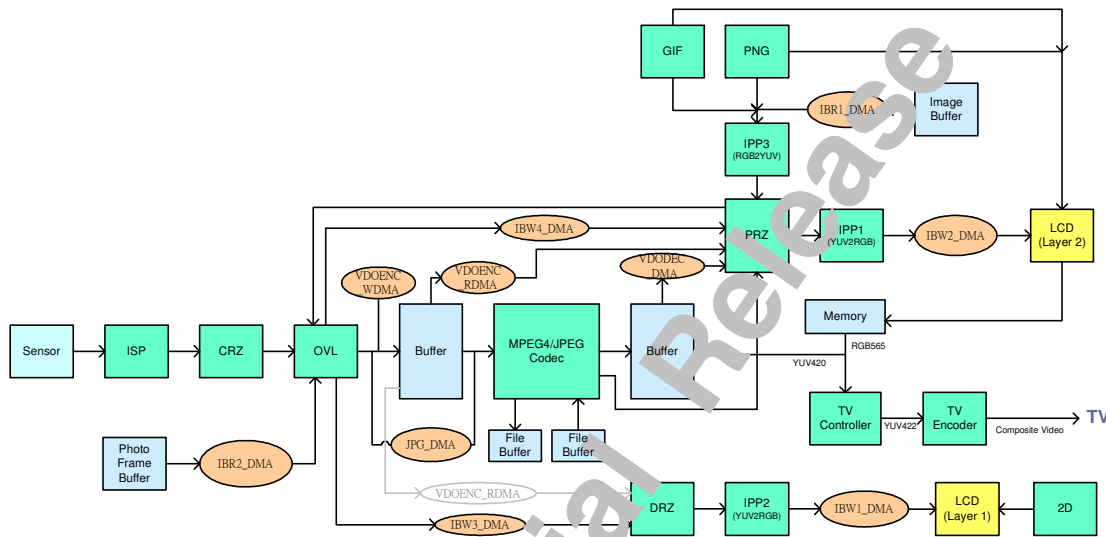 GIF
PNG
IBR1_DMA
Image
Buffer
IPP3
(RGB2YUV)
IBW4_DMA
PRZ
IPP1
(YUV2RGB)
IBW2_DMA
LCD
(Layer 2)
VDOENC
_WDMA
VDOENC
_RDMA
VDODEC
_DMA
Memory
RGB565
Sensor
ISP
CRZ
OVL
Buffer
MPEG4/JPEG
Codec
Buffer
YUV420
TV
Controller
YUV422
TV
Encoder
Composite Video
TV
Photo
Frame
Buffer
IBR2_DMA
JPG_DMA
File
Buffer
File
Buffer
VDOENC_RDMA
IBW3_DMA
DRZ
IPP2
(YUV2RGB)
IBW1_DMA
LCD
(Layer 1)
2D
ial Release